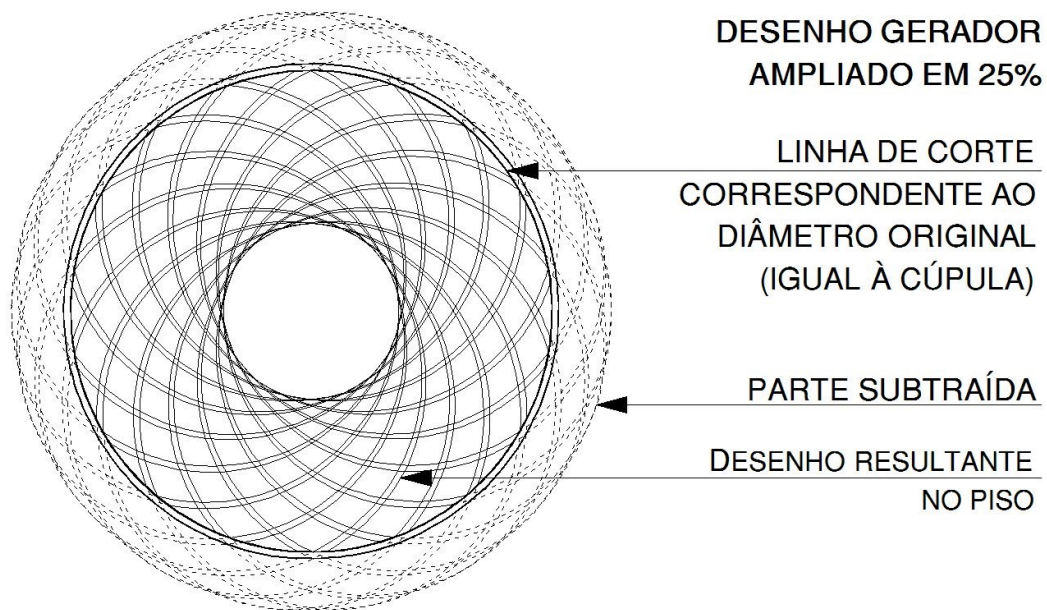 DESENHO GERADOR
AMPLIADO EM 25%
LINHA DE CORTE
CORRESPONDENTE AO
DIÂMETRO ORIGINAL
(IGUAL À CÚPULA)
PARTE SUBTRAÍDA
DESENHO RESULTANTE
NO PISO